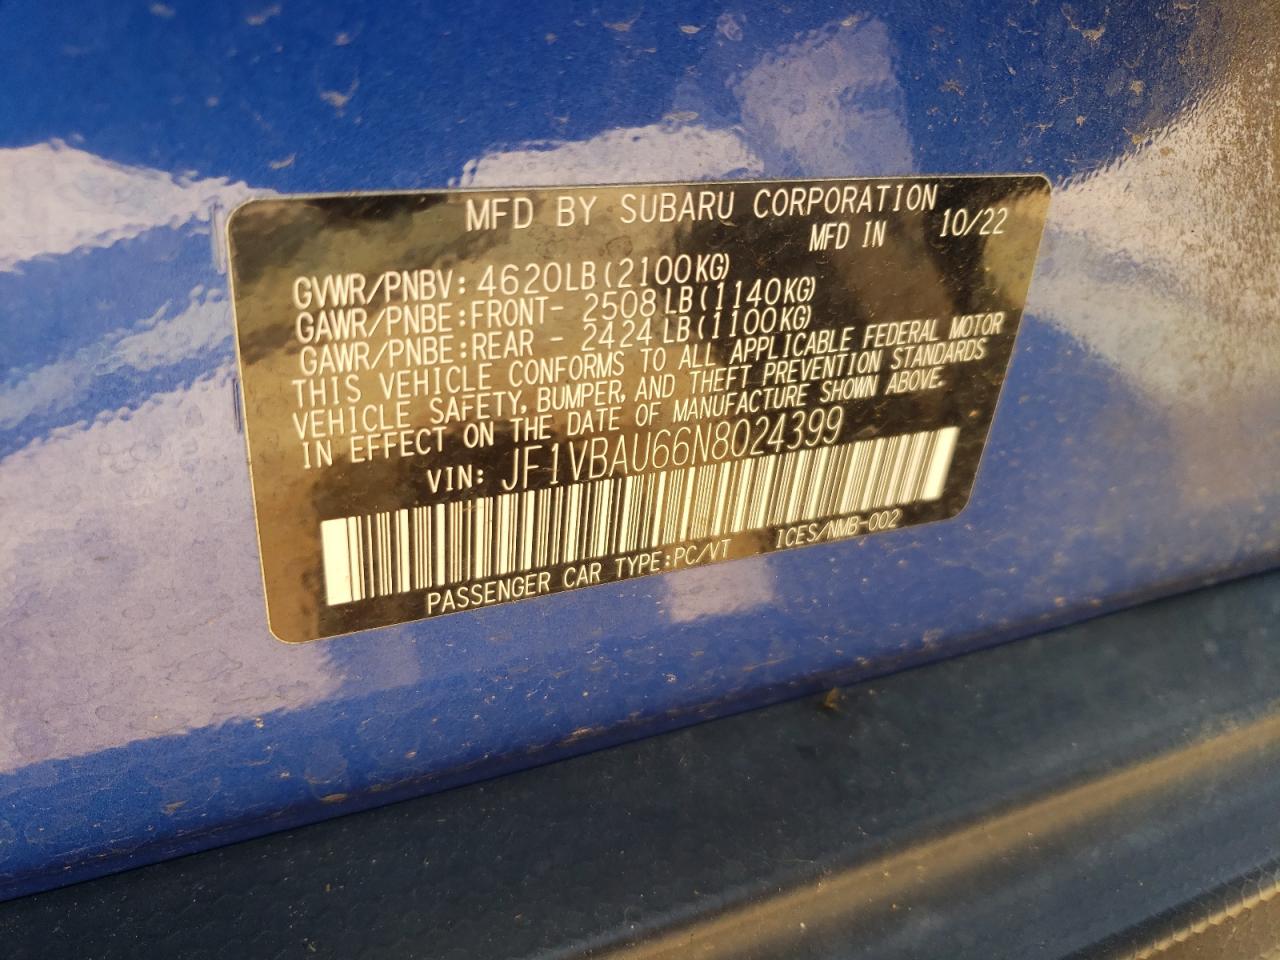 MFD BY SUBARU CORPORATION
MFD IN 10/22
GVWR/PNBV: 4620LB(2100KG)
GAWR/PNBE:FRONT- 2508LB(1140KG)
GAWR/PNBE:REAR - 2424LB(1100KG)
THIS VEHICLE CONFORMS TO ALL APPLICABLE FEDERAL MOTOR
VEHICLE SAFETY, BUMPER, AND THEFT PREVENTION STANDARDS
IN EFFECT ON THE DATE OF MANUFACTURE SHOWN ABOVE.
VIN: JF1VBAU66N8024399
PASSENGER CAR TYPE:PC/VT ICES/NMB-002